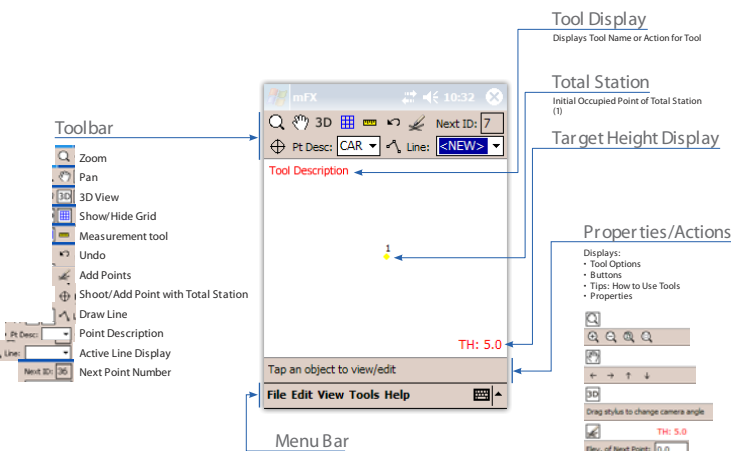 Tool Display
Displays Tool Name or Action for Tool
Total Station
Initial Occupied Point of Total Station
(1)
Target Height Display
Properties/Actions
Displays:
• Tool Options
• Buttons
• Tips: How to Use Tools
• Properties
3D
Drag stylus to change camera angle
TH: 5.0
Elev. of Next Point: 0.0
Toolbar
Zoom
Pan
3D 3D View
Show/Hide Grid
Measurement tool
Undo
Add Points
Shoot/Add Point with Total Station
Draw Line
Pt Desc: Point Description
Line: Active Line Display
Next ID: 36 Next Point Number
mFX 10:32
3D Next ID: 7
Pt Desc: CAR Line: <NEW>
Tool Description
1
TH: 5.0
Tap an object to view/edit
File Edit View Tools Help
Menu Bar